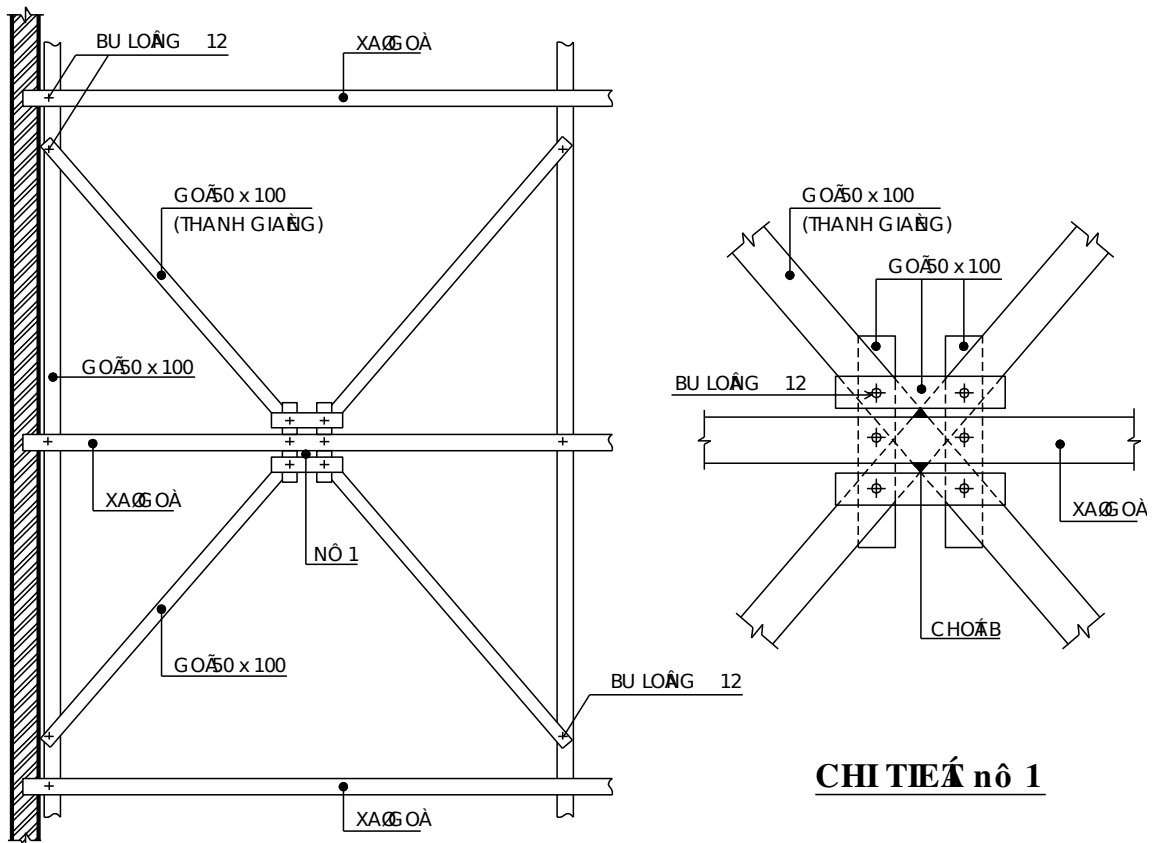 BU LOÂNG 12
XAØ GOÀ
GOÃ 50 x 100
(THANH GIAÈNG)
GOÃ 50 x 100
XAØ GOÀ
NÔ 1
GOÃ 50 x 100
BU LOÂNG 12
XAØ GOÀ
GOÃ 50 x 100
(THANH GIAÈNG)
GOÃ 50 x 100
BU LOÂNG 12
XAØ GOÀ
CHOÁT B
CHI TIEÁT nô 1